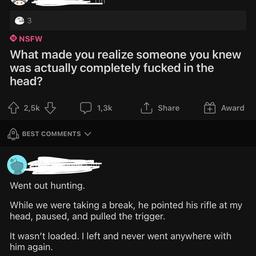 3
NSFW
What made you realize someone you knew
was actually completely fucked in the
head?
2,5k
1,3k
Share
Award
BEST COMMENTS
Went out hunting.
While we were taking a break, he pointed his rifle at my
head, paused, and pulled the trigger.
It wasn't loaded. I left and never went anywhere with
him again.